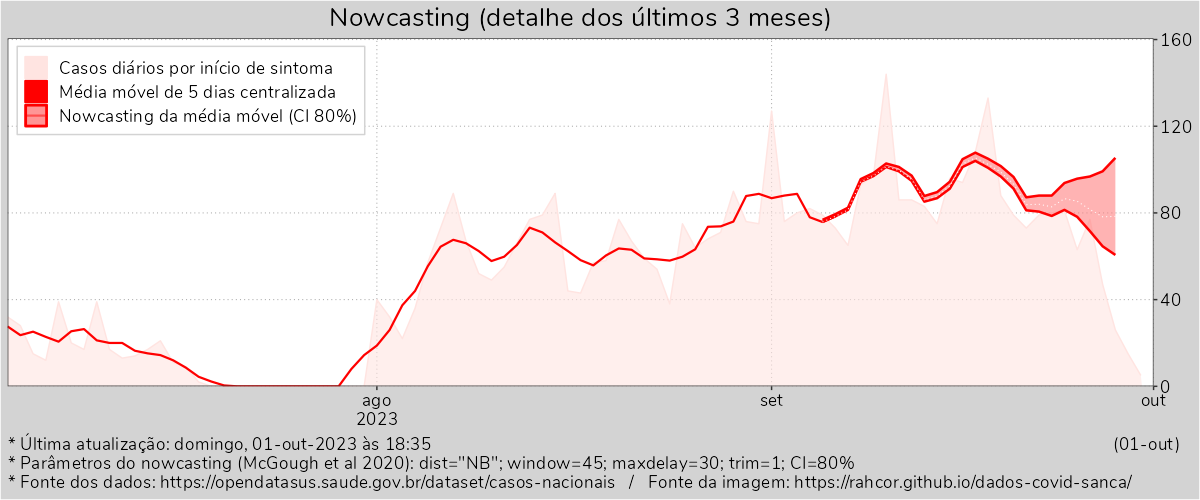 Nowcasting (detalhe dos últimos 3 meses)
Casos diários por início de sintoma
Média móvel de 5 dias centralizada
Nowcasting da média móvel (CI 80%)
160
120
80
40
0
ago
2023
set
out
(01-out)
* Última atualização: domingo, 01-out-2023 às 18:35
* Parâmetros do nowcasting (McGough et al 2020): dist="NB"; window=45; maxdelay=30; trim=1; CI=80%
* Fonte dos dados: https://opendatasus.saude.gov.br/dataset/casos-nacionais / Fonte da imagem: https://rahcor.github.io/dados-covid-sanca/